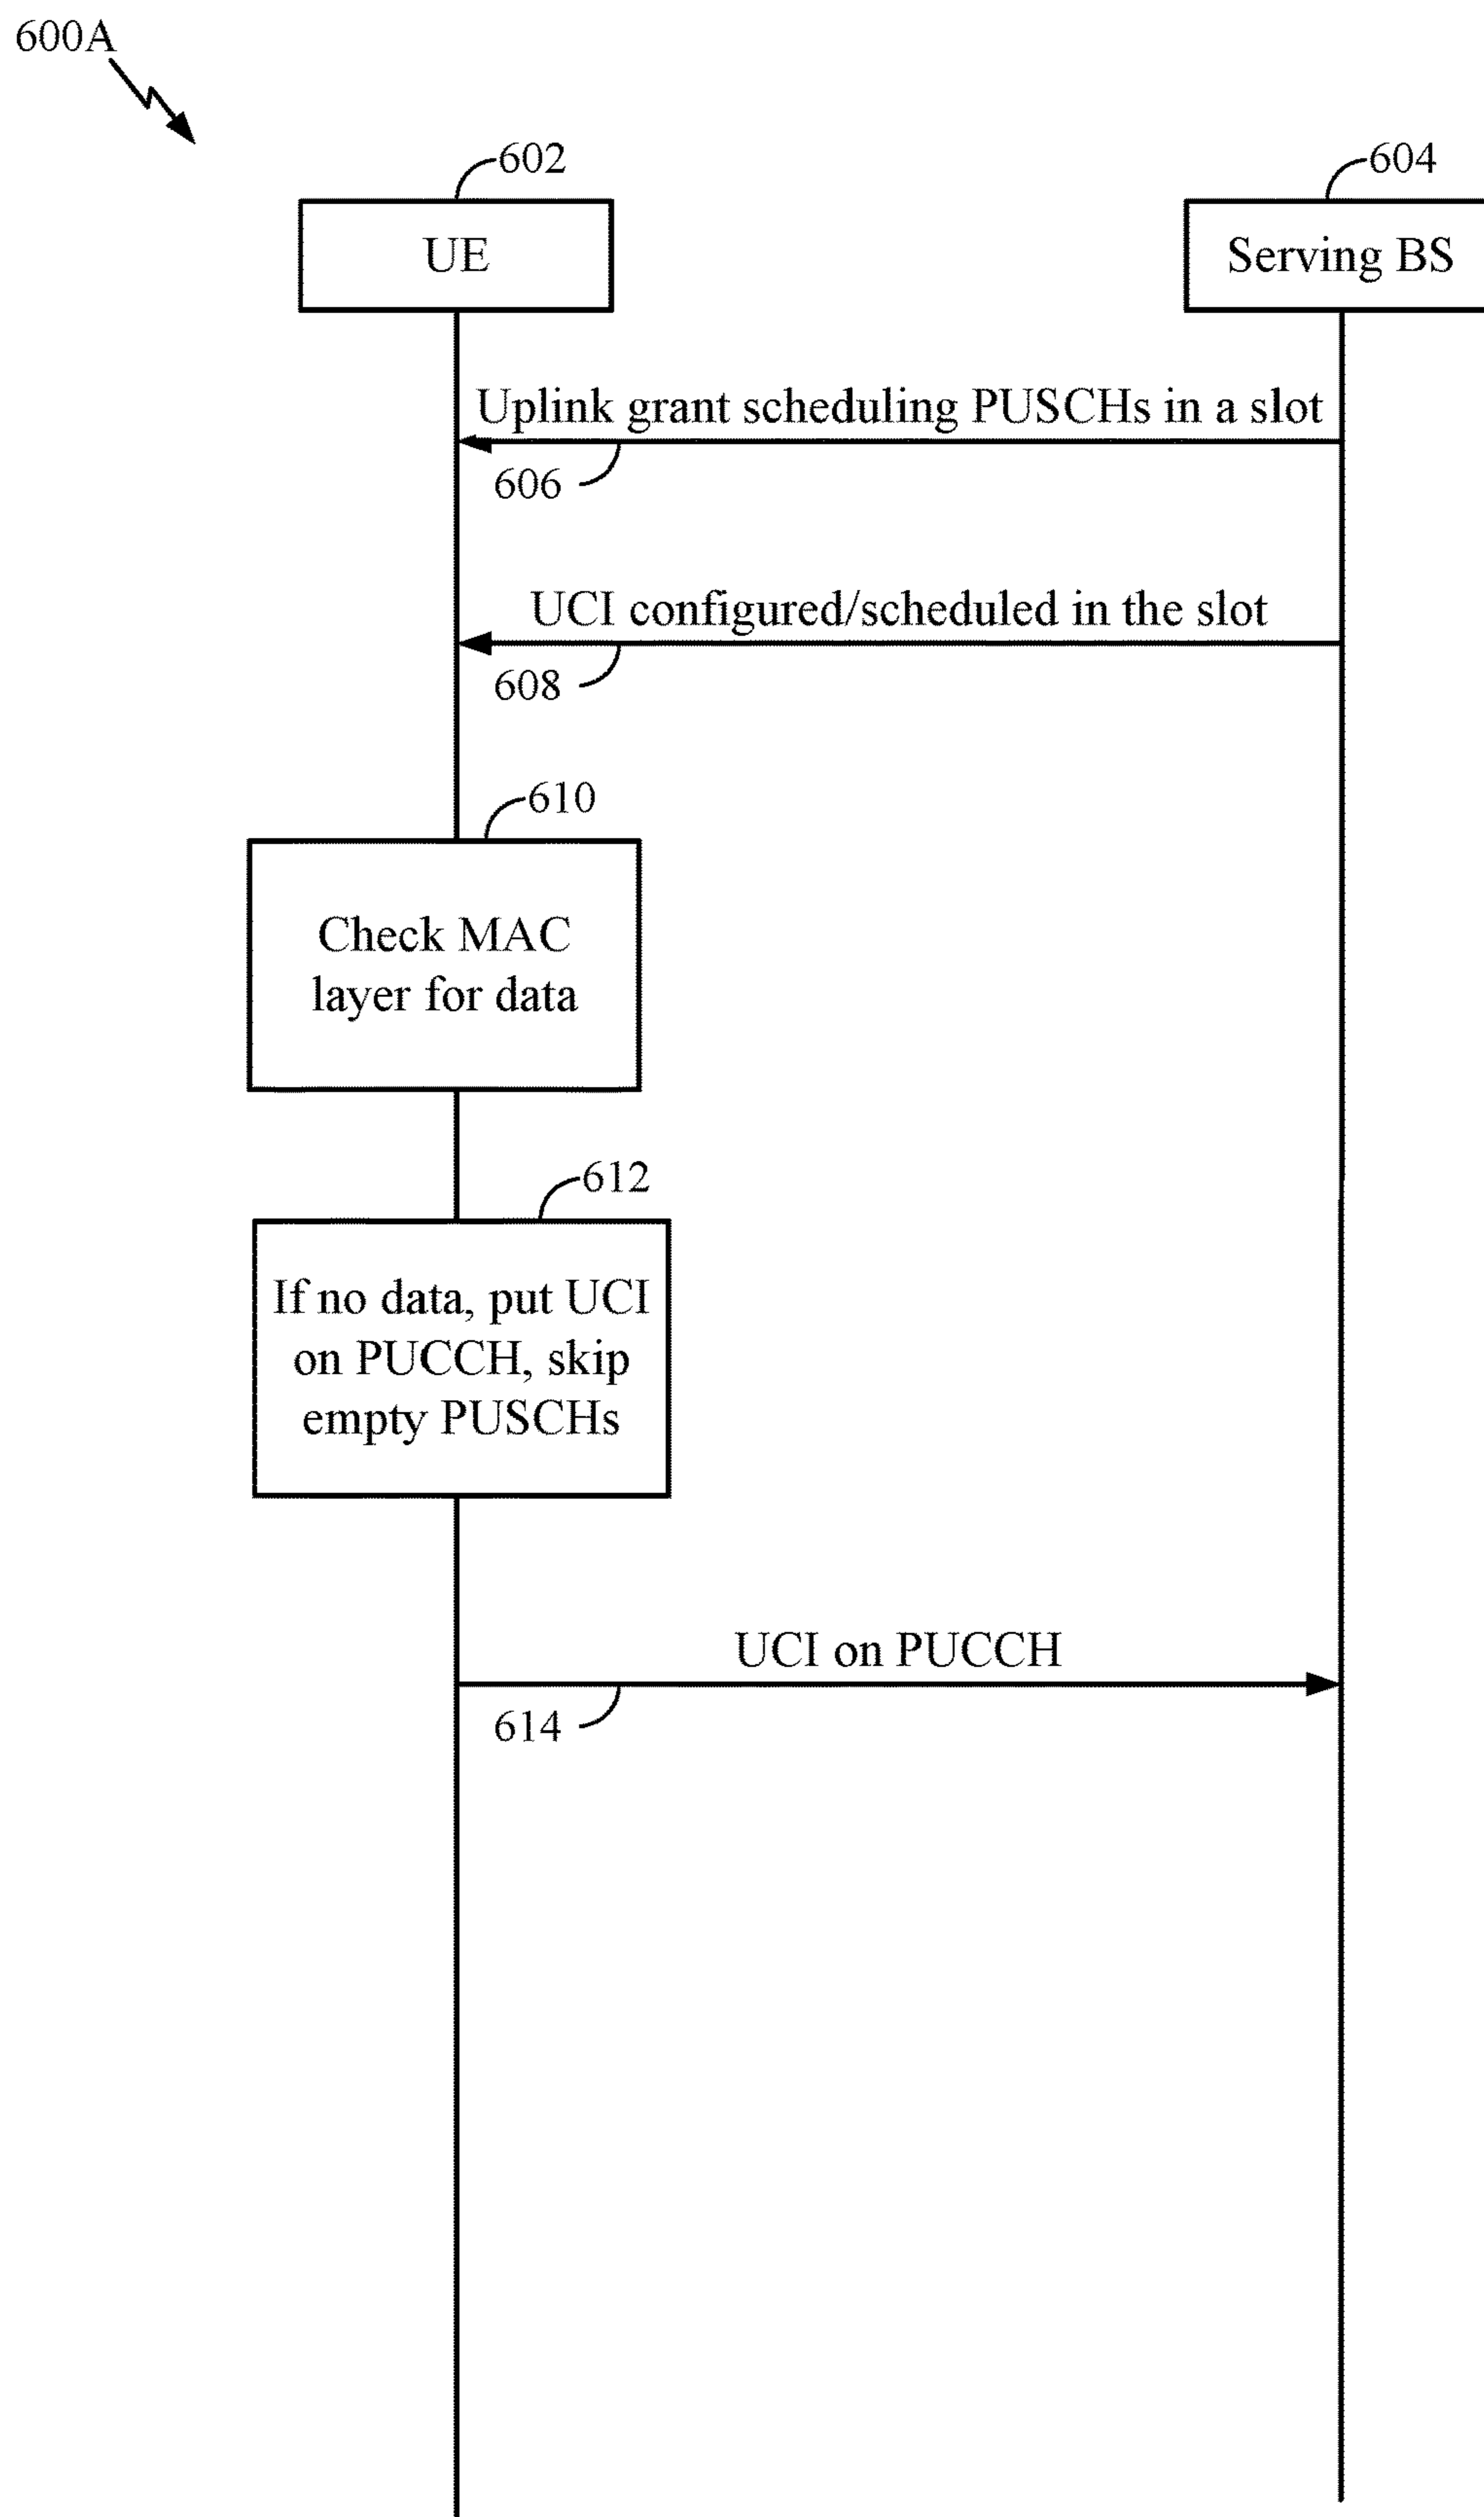 600A
602
604
UE
Serving BS
Uplink grant scheduling PUSCHs in a slot
606
UCI configured/scheduled in the slot
608
610
Check MAC
layer for data
612
If no data, put UCI
on PUCCH, skip
empty PUSCHs
UCI on PUCCH
614